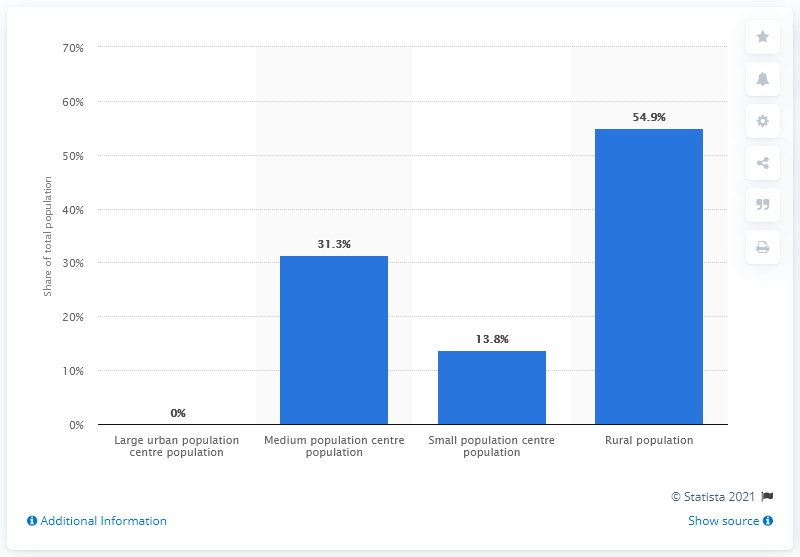 70%
60%
50%
40%
30%
20%
10%
0%
Share of total population
0%
31.3%
13.8%
54.9%
Large urban population
centre population
Medium population centre
population
Small population centre
population
Rural population
© Statista 2021
Additional Information
Show source